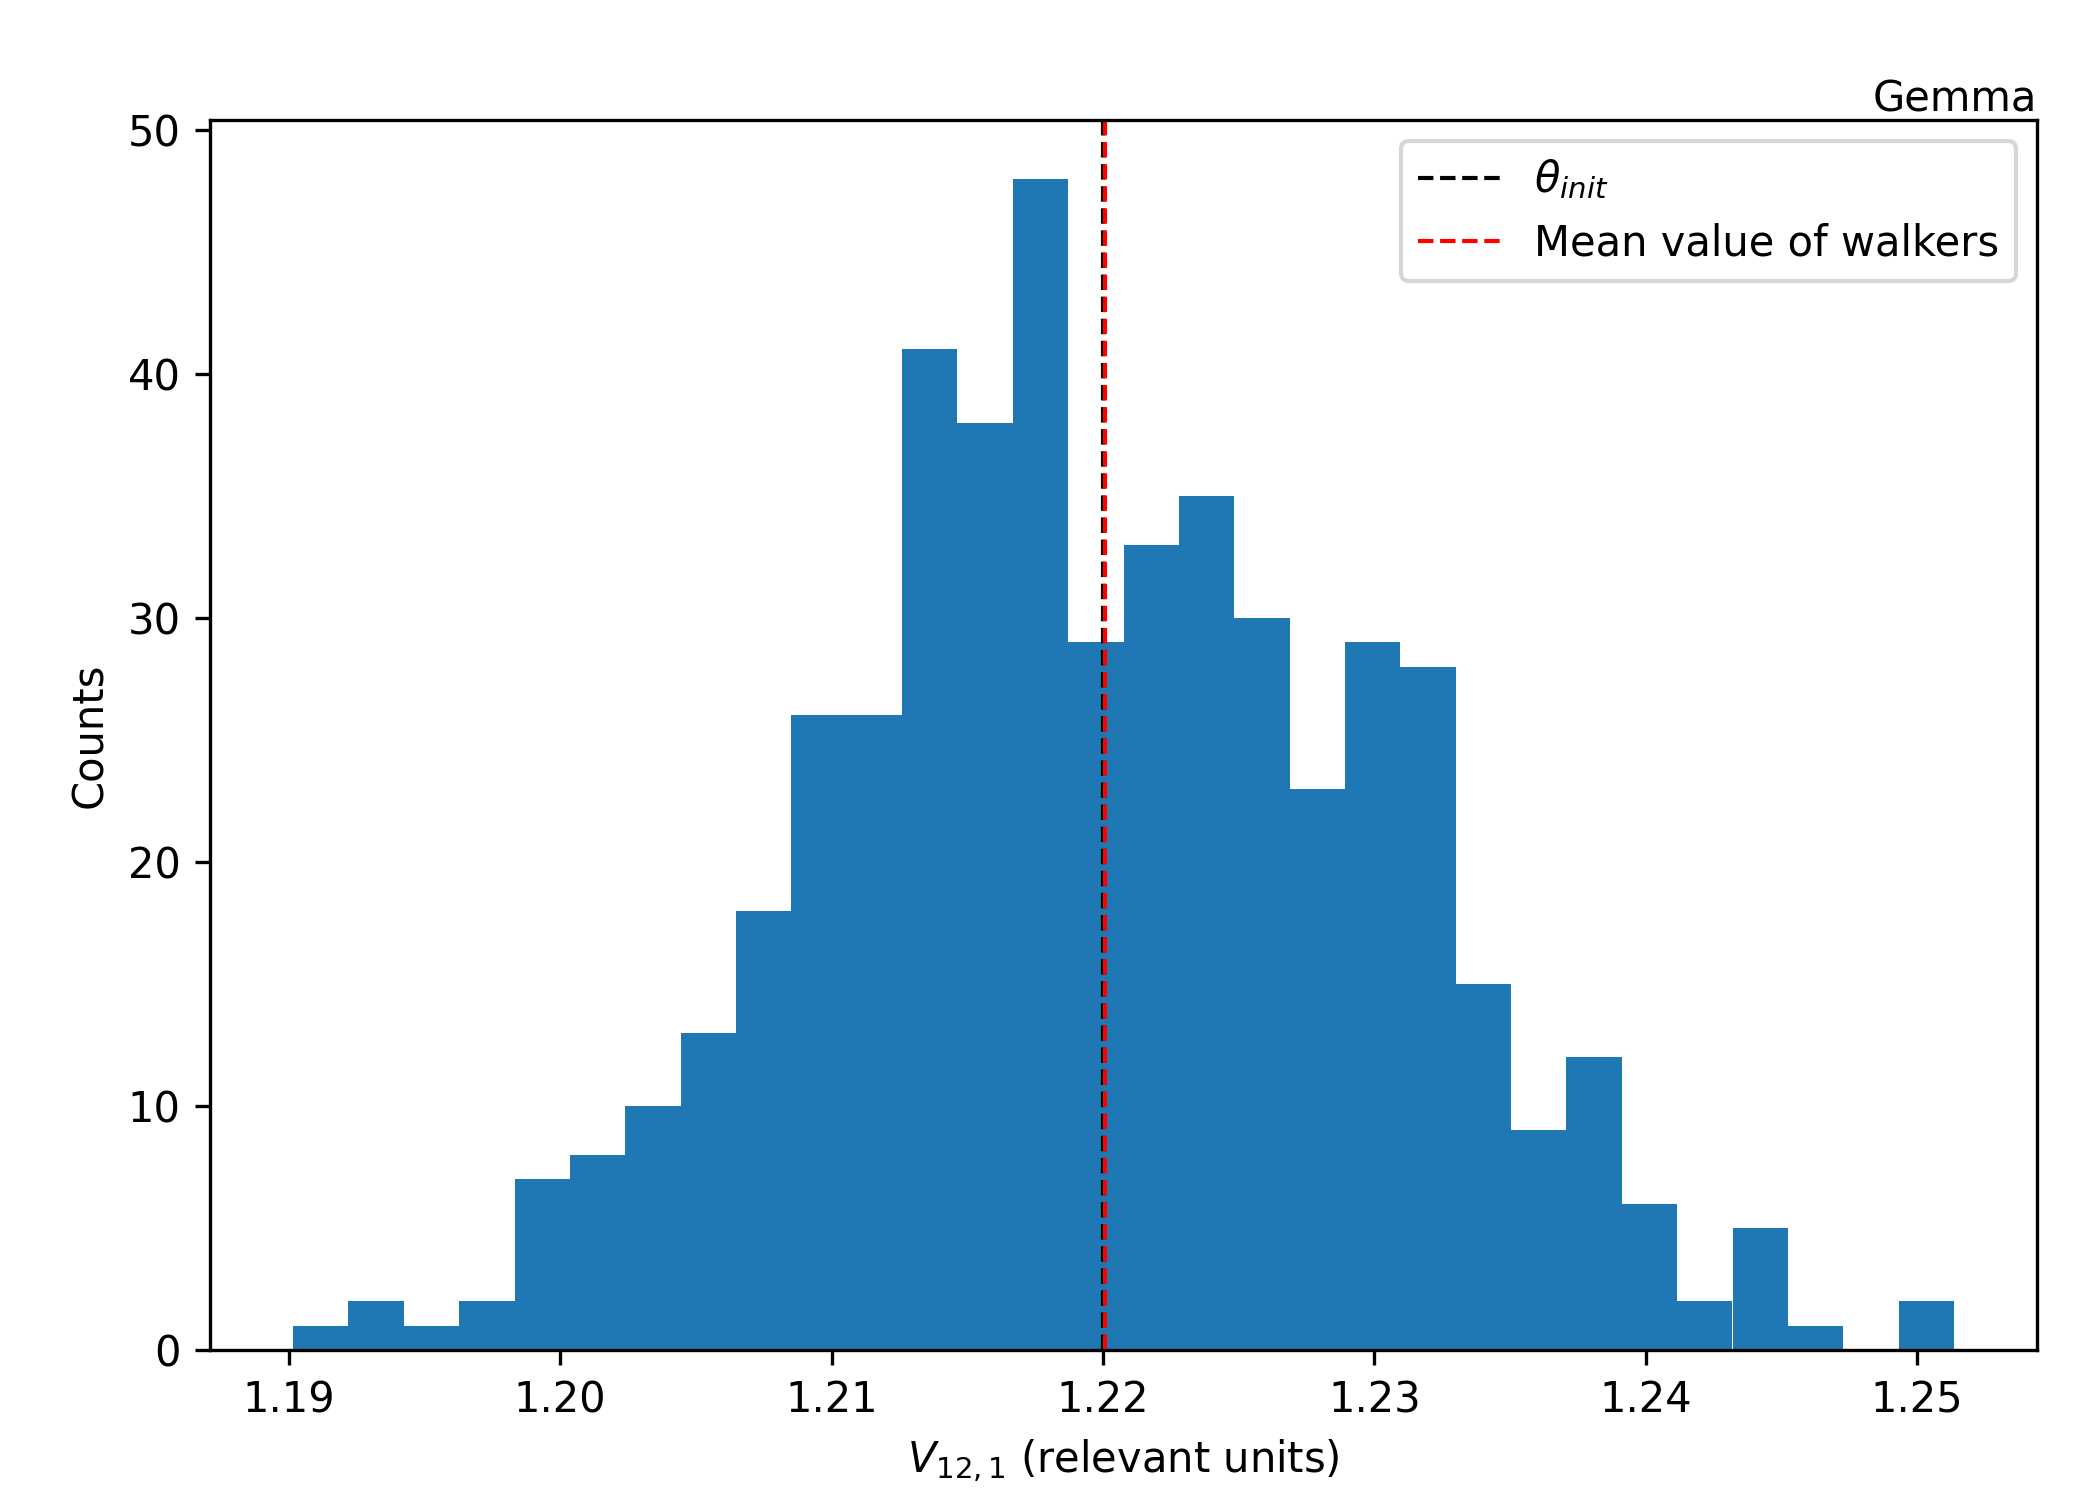 Gemma
50
40
30
20
10
0
Counts
θinit
Mean value of walkers
1.19 1.20 1.21 1.22 1.23 1.24 1.25
V12, 1 (relevant units)